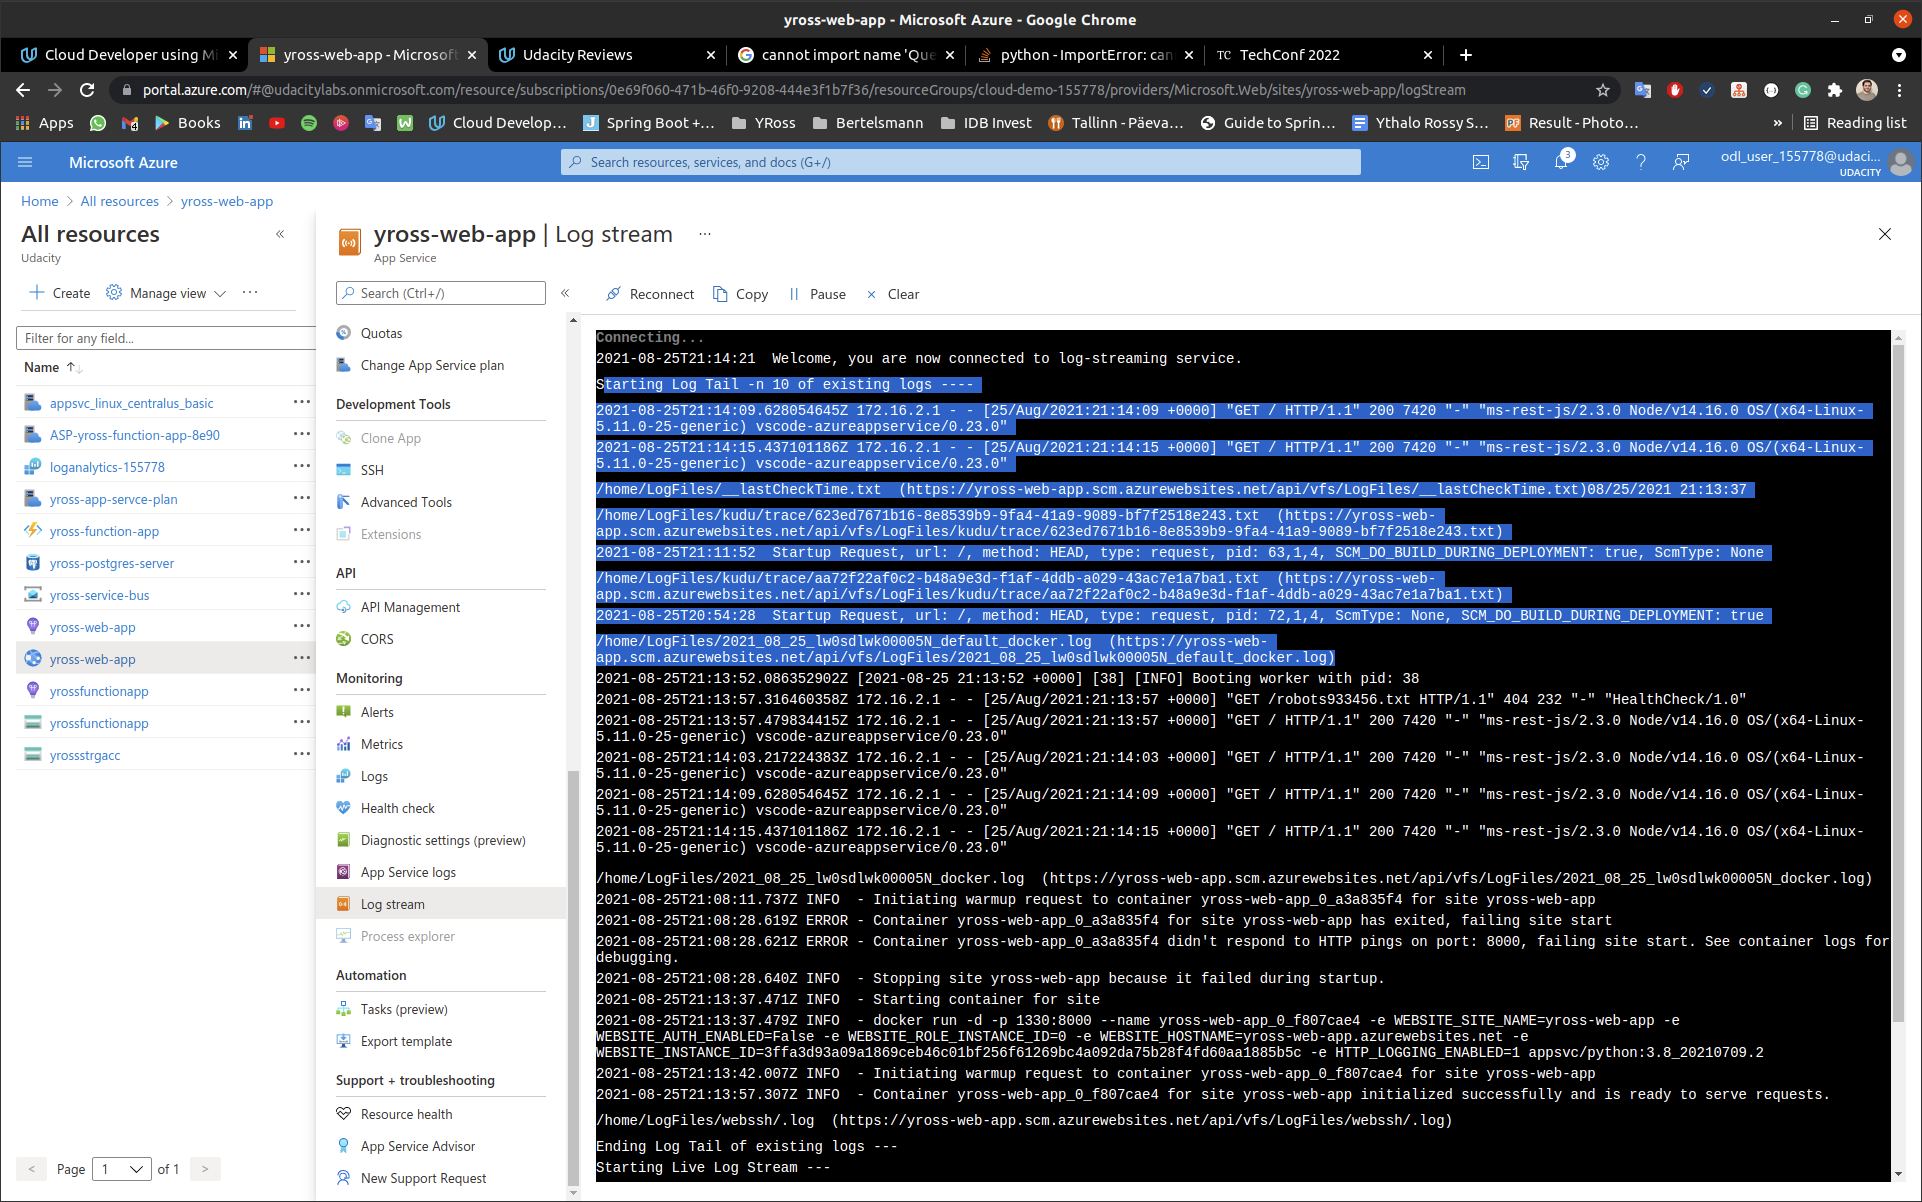 yross-web-app - Microsoft Azure - Google Chrome
Cloud Developer using Mi
yross-web-app - Microsoft
Udacity Reviews
cannot import name 'Que
python - ImportError: can
TC TechConf 2022
portal.azure.com/#@udacitylabs.onmicrosoft.com/resource/subscriptions/0e69f060-471b-46f0-9208-444e3f1b7f36/resourceGroups/cloud-demo-155778/providers/Microsoft.Web/sites/yross-web-app/logStream
Apps
4
Books
Cloud Develop...
Spring Boot +...
YRoss
Bertelsmann
IDB Invest
Tallinn - Päeva...
Guide to Sprin...
Ythalo Rossy S...
Result - Photo...
»
Reading list
Microsoft Azure
Search resources, services, and docs (G+/)
3
odl_user_155778@udaci...
UDACITY
Home > All resources > yross-web-app
All resources
Udacity
Create
Manage view
Filter for any field...
Name
appsvc_linux_centralus_basic
ASP-yross-function-app-8e90
loganalytics-155778
yross-app-servce-plan
yross-function-app
yross-postgres-server
yross-service-bus
yross-web-app
yross-web-app
yrossfunctionapp
yrossfunctionapp
yrossstrgacc
< Page 1 of 1 >
yross-web-app | Log stream
App Service
Search (Ctrl+/)
Quotas
Change App Service plan
Development Tools
Clone App
SSH
Advanced Tools
Extensions
API
API Management
CORS
Monitoring
Alerts
Metrics
Logs
Health check
Diagnostic settings (preview)
App Service logs
Log stream
Process explorer
Automation
Tasks (preview)
Export template
Support + troubleshooting
Resource health
App Service Advisor
New Support Request
Reconnect
Copy
Pause
Clear
Connecting...
2021-08-25T21:14:21  Welcome, you are now connected to log-streaming service.
Starting Log Tail -n 10 of existing logs ----
2021-08-25T21:14:09.628054645Z 172.16.2.1 - - [25/Aug/2021:21:14:09 +0000] "GET / HTTP/1.1" 200 7420 "-" "ms-rest-js/2.3.0 Node/v14.16.0 OS/(x64-Linux-
5.11.0-25-generic) vscode-azureappservice/0.23.0"
2021-08-25T21:14:15.437101186Z 172.16.2.1 - - [25/Aug/2021:21:14:15 +0000] "GET / HTTP/1.1" 200 7420 "-" "ms-rest-js/2.3.0 Node/v14.16.0 OS/(x64-Linux-
5.11.0-25-generic) vscode-azureappservice/0.23.0"
/home/LogFiles/__lastCheckTime.txt  (https://yross-web-app.scm.azurewebsites.net/api/vfs/LogFiles/__lastCheckTime.txt)08/25/2021 21:13:37
/home/LogFiles/kudu/trace/623ed7671b16-8e8539b9-9fa4-41a9-9089-bf7f2518e243.txt  (https://yross-web-
app.scm.azurewebsites.net/api/vfs/LogFiles/kudu/trace/623ed7671b16-8e8539b9-9fa4-41a9-9089-bf7f2518e243.txt)
2021-08-25T21:11:52  Startup Request, url: /, method: HEAD, type: request, pid: 63,1,4, SCM_DO_BUILD_DURING_DEPLOYMENT: true, ScmType: None
/home/LogFiles/kudu/trace/aa72f22af0c2-b48a9e3d-f1af-4ddb-a029-43ac7e1a7ba1.txt  (https://yross-web-
app.scm.azurewebsites.net/api/vfs/LogFiles/kudu/trace/aa72f22af0c2-b48a9e3d-f1af-4ddb-a029-43ac7e1a7ba1.txt)
2021-08-25T20:54:28  Startup Request, url: /, method: HEAD, type: request, pid: 72,1,4, ScmType: None, SCM_DO_BUILD_DURING_DEPLOYMENT: true
/home/LogFiles/2021_08_25_lw0sdlwk00005N_default_docker.log  (https://yross-web-
app.scm.azurewebsites.net/api/vfs/LogFiles/2021_08_25_lw0sdlwk00005N_default_docker.log)
2021-08-25T21:13:52.086352902Z [2021-08-25 21:13:52 +0000] [38] [INFO] Booting worker with pid: 38
2021-08-25T21:13:57.316460358Z 172.16.2.1 - - [25/Aug/2021:21:13:57 +0000] "GET /robots933456.txt HTTP/1.1" 404 232 "-" "HealthCheck/1.0"
2021-08-25T21:13:57.479834415Z 172.16.2.1 - - [25/Aug/2021:21:13:57 +0000] "GET / HTTP/1.1" 200 7420 "-" "ms-rest-js/2.3.0 Node/v14.16.0 OS/(x64-Linux-
5.11.0-25-generic) vscode-azureappservice/0.23.0"
2021-08-25T21:14:03.217224383Z 172.16.2.1 - - [25/Aug/2021:21:14:03 +0000] "GET / HTTP/1.1" 200 7420 "-" "ms-rest-js/2.3.0 Node/v14.16.0 OS/(x64-Linux-
5.11.0-25-generic) vscode-azureappservice/0.23.0"
2021-08-25T21:14:09.628054645Z 172.16.2.1 - - [25/Aug/2021:21:14:09 +0000] "GET / HTTP/1.1" 200 7420 "-" "ms-rest-js/2.3.0 Node/v14.16.0 OS/(x64-Linux-
5.11.0-25-generic) vscode-azureappservice/0.23.0"
2021-08-25T21:14:15.437101186Z 172.16.2.1 - - [25/Aug/2021:21:14:15 +0000] "GET / HTTP/1.1" 200 7420 "-" "ms-rest-js/2.3.0 Node/v14.16.0 OS/(x64-Linux-
5.11.0-25-generic) vscode-azureappservice/0.23.0"
/home/LogFiles/2021_08_25_lw0sdlwk00005N_docker.log  (https://yross-web-app.scm.azurewebsites.net/api/vfs/LogFiles/2021_08_25_lw0sdlwk00005N_docker.log)
2021-08-25T21:08:11.737Z INFO  - Initiating warmup request to container yross-web-app_0_a3a835f4 for site yross-web-app
2021-08-25T21:08:28.619Z ERROR - Container yross-web-app_0_a3a835f4 for site yross-web-app has exited, failing site start
2021-08-25T21:08:28.621Z ERROR - Container yross-web-app_0_a3a835f4 didn't respond to HTTP pings on port: 8000, failing site start. See container logs for
debugging.
2021-08-25T21:08:28.640Z INFO  - Stopping site yross-web-app because it failed during startup.
2021-08-25T21:13:37.471Z INFO  - Starting container for site
2021-08-25T21:13:37.479Z INFO  - docker run -d -p 1330:8000 --name yross-web-app_0_f807cae4 -e WEBSITE_SITE_NAME=yross-web-app -e
WEBSITE_AUTH_ENABLED=False -e WEBSITE_ROLE_INSTANCE_ID=0 -e WEBSITE_HOSTNAME=yross-web-app.azurewebsites.net -e
WEBSITE_INSTANCE_ID=3ffa3d93a09a1869ceb46c01bf256f61269bc4a092da75b28f4fd60aa1885b5c -e HTTP_LOGGING_ENABLED=1 appsvc/python:3.8_20210709.2
2021-08-25T21:13:42.007Z INFO  - Initiating warmup request to container yross-web-app_0_f807cae4 for site yross-web-app
2021-08-25T21:13:57.307Z INFO  - Container yross-web-app_0_f807cae4 for site yross-web-app initialized successfully and is ready to serve requests.
/home/LogFiles/webssh/.log  (https://yross-web-app.scm.azurewebsites.net/api/vfs/LogFiles/webssh/.log)
Ending Log Tail of existing logs ---
Starting Live Log Stream ---